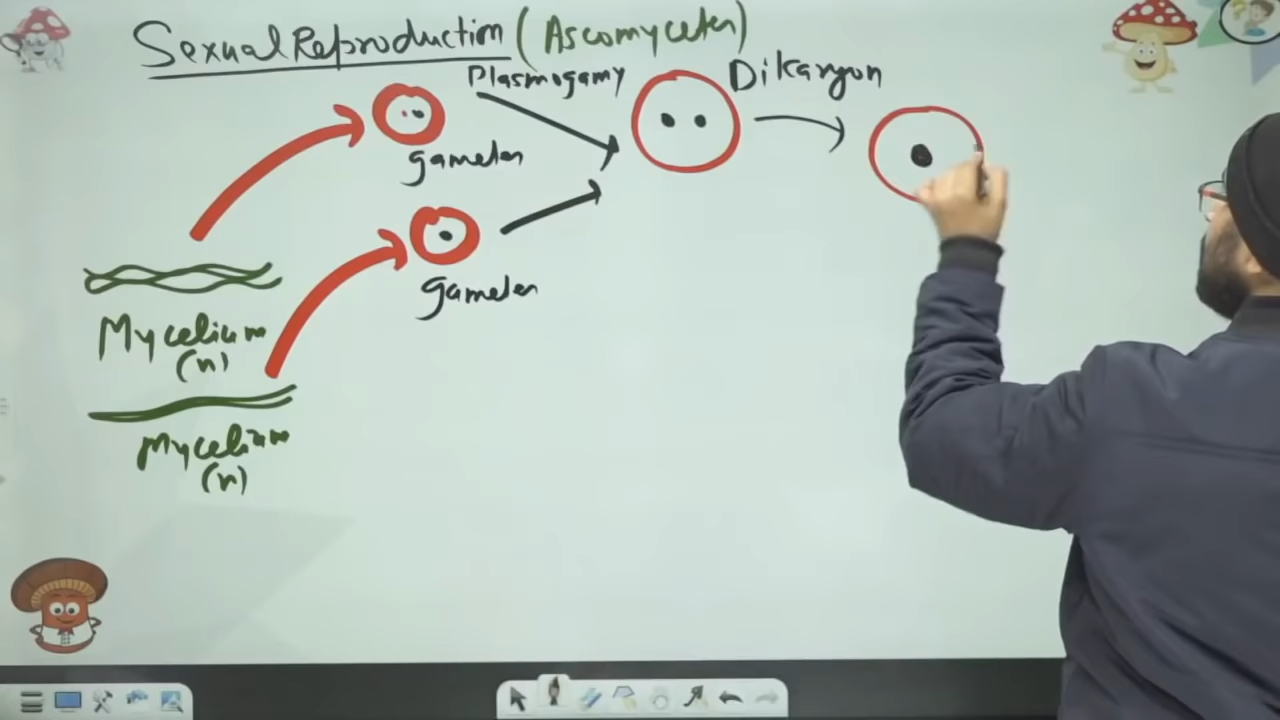 Sexual Reproduction (Ascomycetes)
Plasmogamy
Dikaryon
gametes
gametes
Mycelium
(n)
Mycelium
(n)